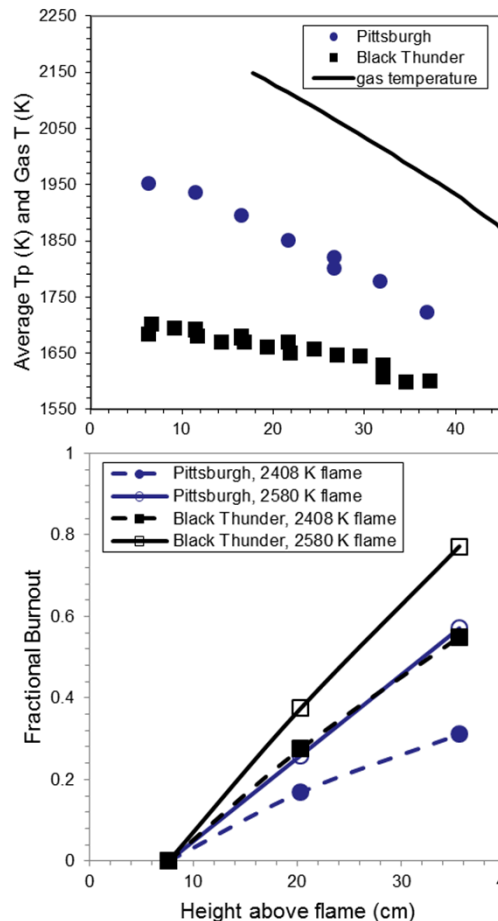 Average Tp (K) and Gas T (K)
2250
2150
2050
1950
1850
1750
1650
1550
0
10
20
30
40
Pittsburgh
Black Thunder
gas temperature
Fractional Burnout
1
0.8
0.6
0.4
0.2
0
Pittsburgh, 2408 K flame
Pittsburgh, 2580 K flame
Black Thunder, 2408 K flame
Black Thunder, 2580 K flame
0
10
20
30
Height above flame (cm)